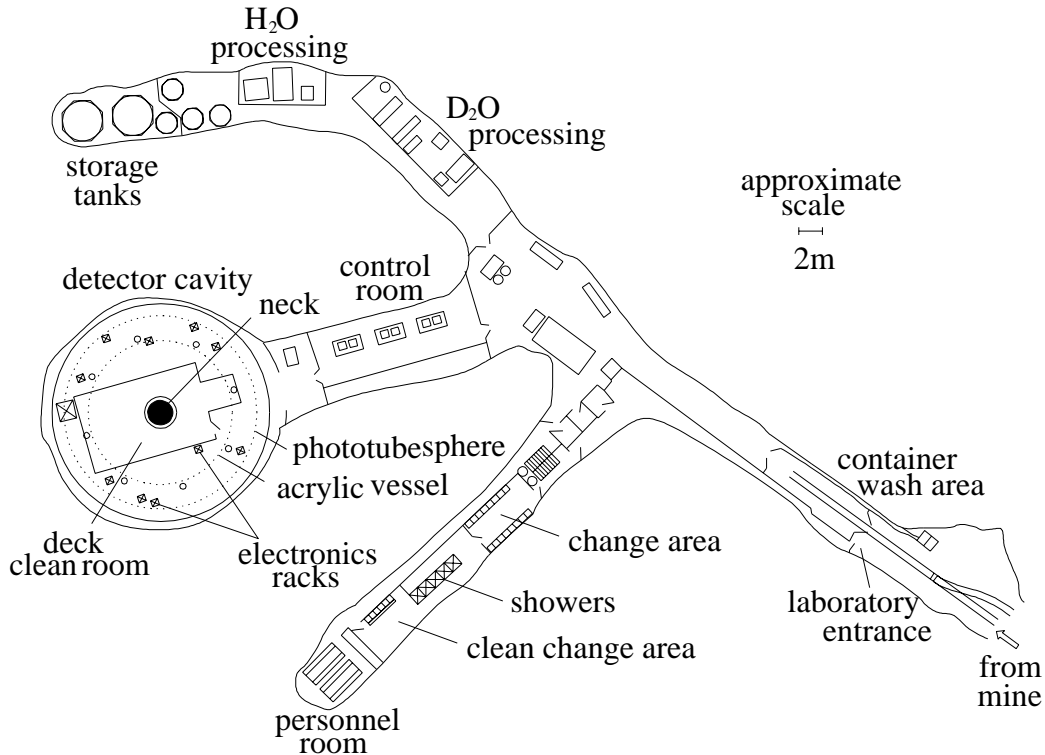 H₂O
processing
D₂O
processing
storage
tanks
approximate
scale
2m
control
room
detector cavity
neck
phototubesphere
acrylic vessel
container
wash area
deck
clean room
electronics
racks
change area
showers
laboratory
entrance
clean change area
from
mine
personnel
room